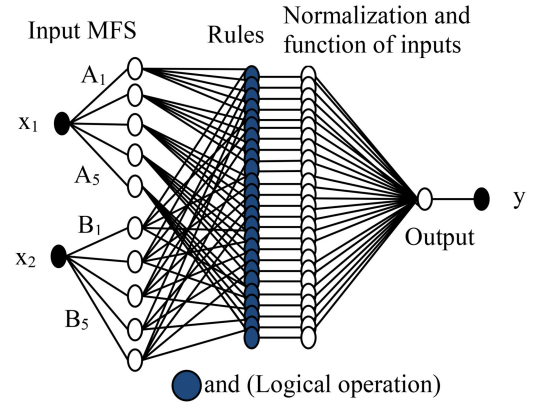 Input MFS
Rules
Normalization and
function of inputs
A1
x1
A5
B1
x2
B5
y
Output
and (Logical operation)